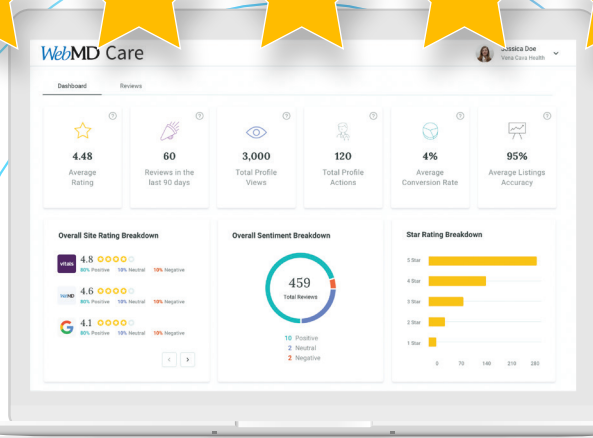 WebMD Care
Jessica Doe
Vena Cava Health
Dashboard
Reviews
4.48
Average
Rating
60
Reviews in the
last 90 days
3,000
Total Profile
Views
120
Total Profile
Actions
4%
Average
Conversion Rate
95%
Average Listings
Accuracy
Overall Site Rating Breakdown
vitals
4.8
80% Positive 10% Neutral 10% Negative
WebMD
4.6
80% Positive 10% Neutral 10% Negative
G
4.1
80% Positive 10% Neutral 10% Negative
Overall Sentiment Breakdown
459
Total Reviews
10 Positive
2 Neutral
2 Negative
Star Rating Breakdown
5 Star
4 Star
3 Star
2 Star
1 Star
0 70 140 210 280